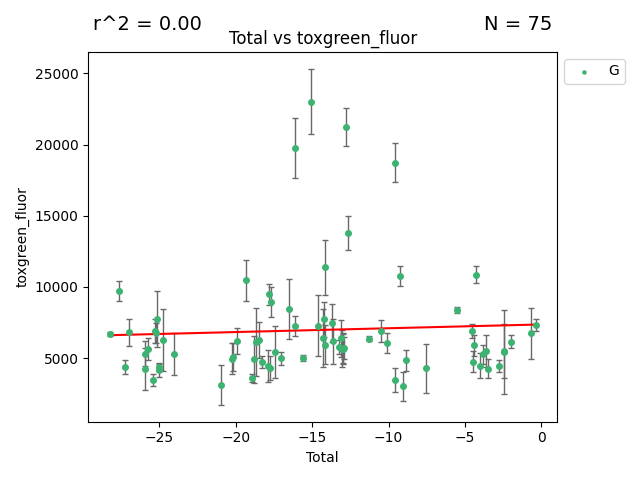 r^2 = 0.00
N = 75
Total vs toxgreen_fluor
25000
20000
15000
10000
5000
toxgreen_fluor
−25
−20
−15
−10
−5
0
Total
G